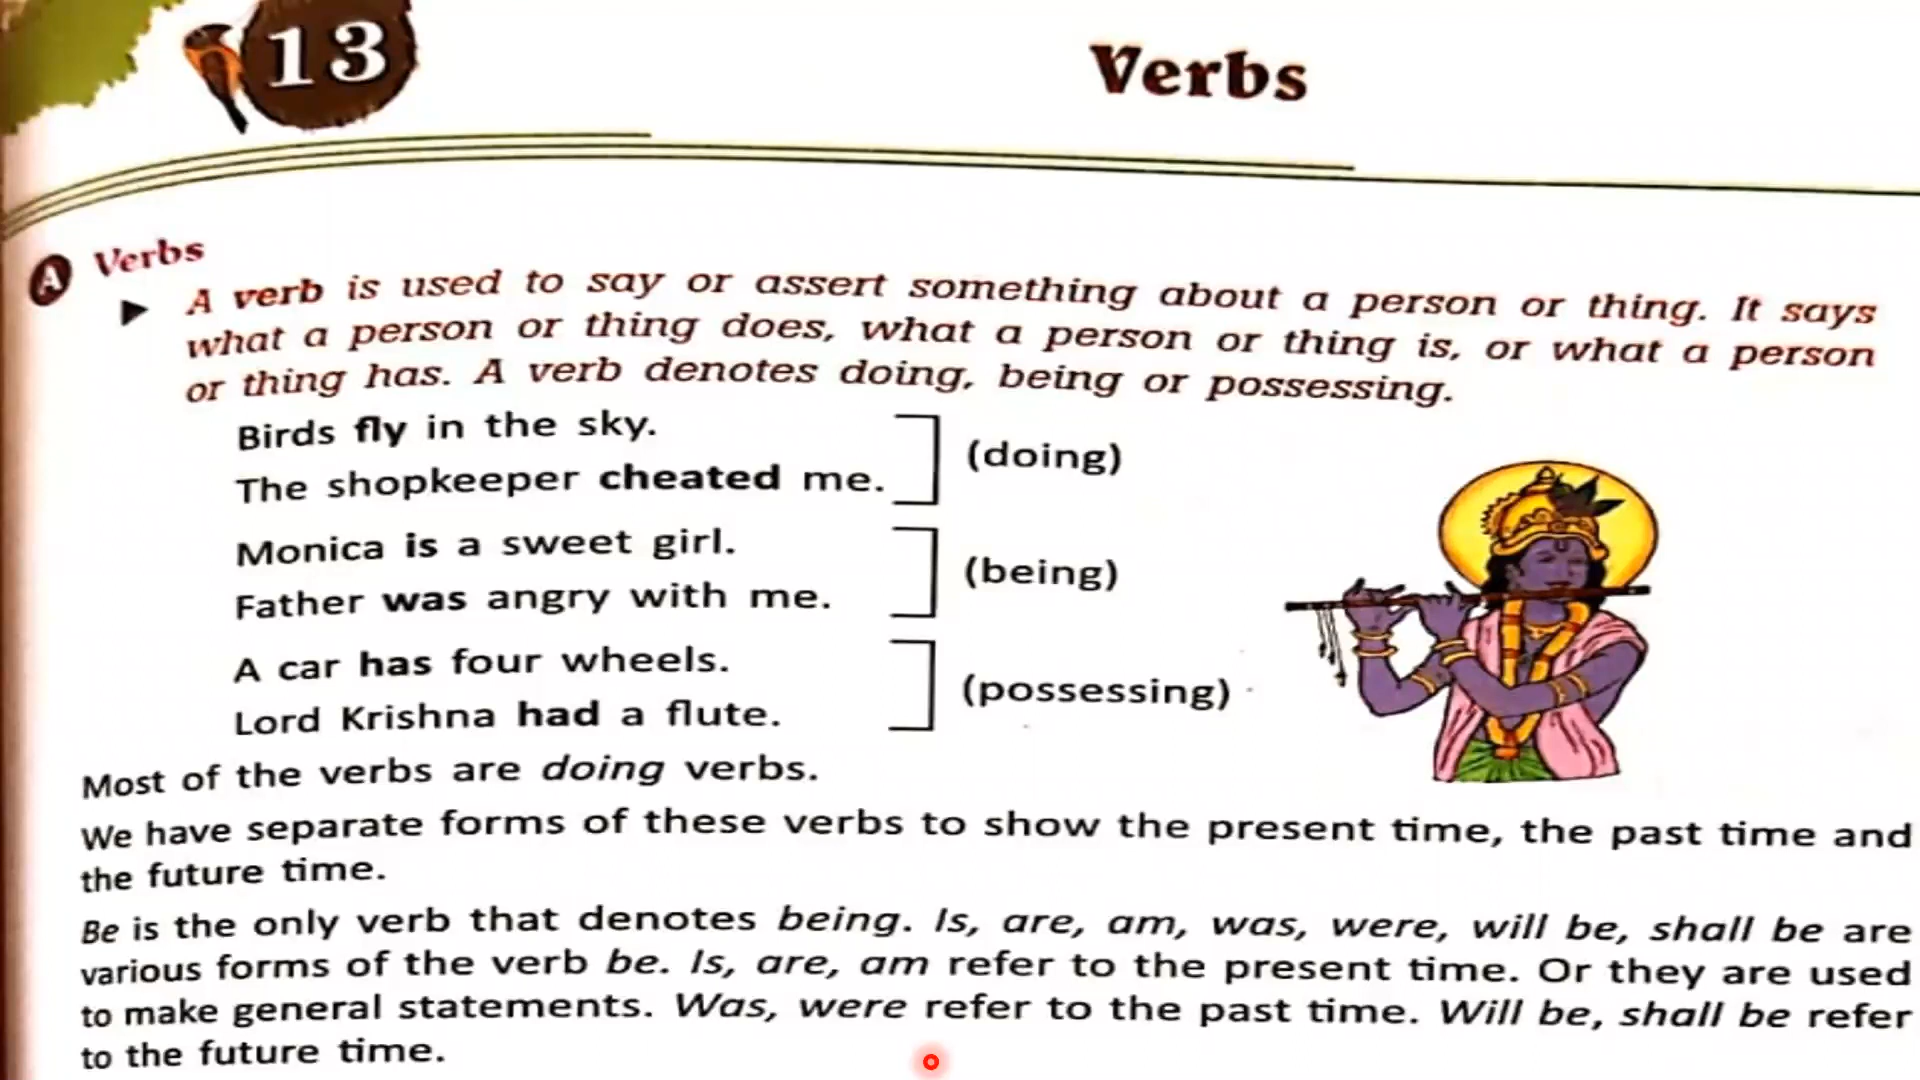 13
Verbs
A Verbs
A verb is used to say or assert something about a person or thing. It says
what a person or thing does, what a person or thing is, or what a person
or thing has. A verb denotes doing, being or possessing.
Birds fly in the sky.
The shopkeeper cheated me.
(doing)
Monica is a sweet girl.
Father was angry with me.
(being)
A car has four wheels.
Lord Krishna had a flute.
(possessing)
Most of the verbs are doing verbs.
We have separate forms of these verbs to show the present time, the past time and
the future time.
Be is the only verb that denotes being. Is, are, am, was, were, will be, shall be are
various forms of the verb be. Is, are, am refer to the present time. Or they are used
to make general statements. Was, were refer to the past time. Will be, shall be refer
to the future time.